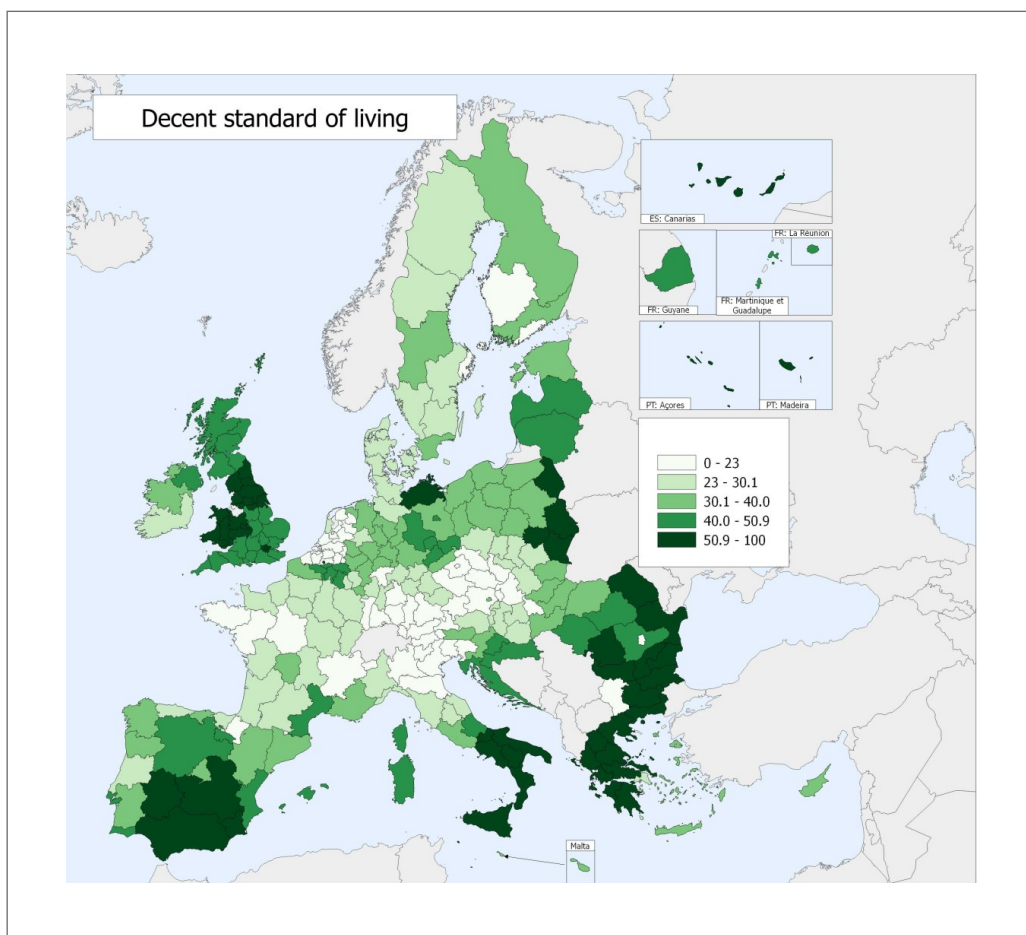 Decent standard of living
ES: Canarias
FR: La Réunion
FR: Guyane
FR: Martinique et
Guadalupe
PT: Açores
PT: Madeira
0 - 23
23 - 30.1
30.1 - 40.0
40.0 - 50.9
50.9 - 100
Malta